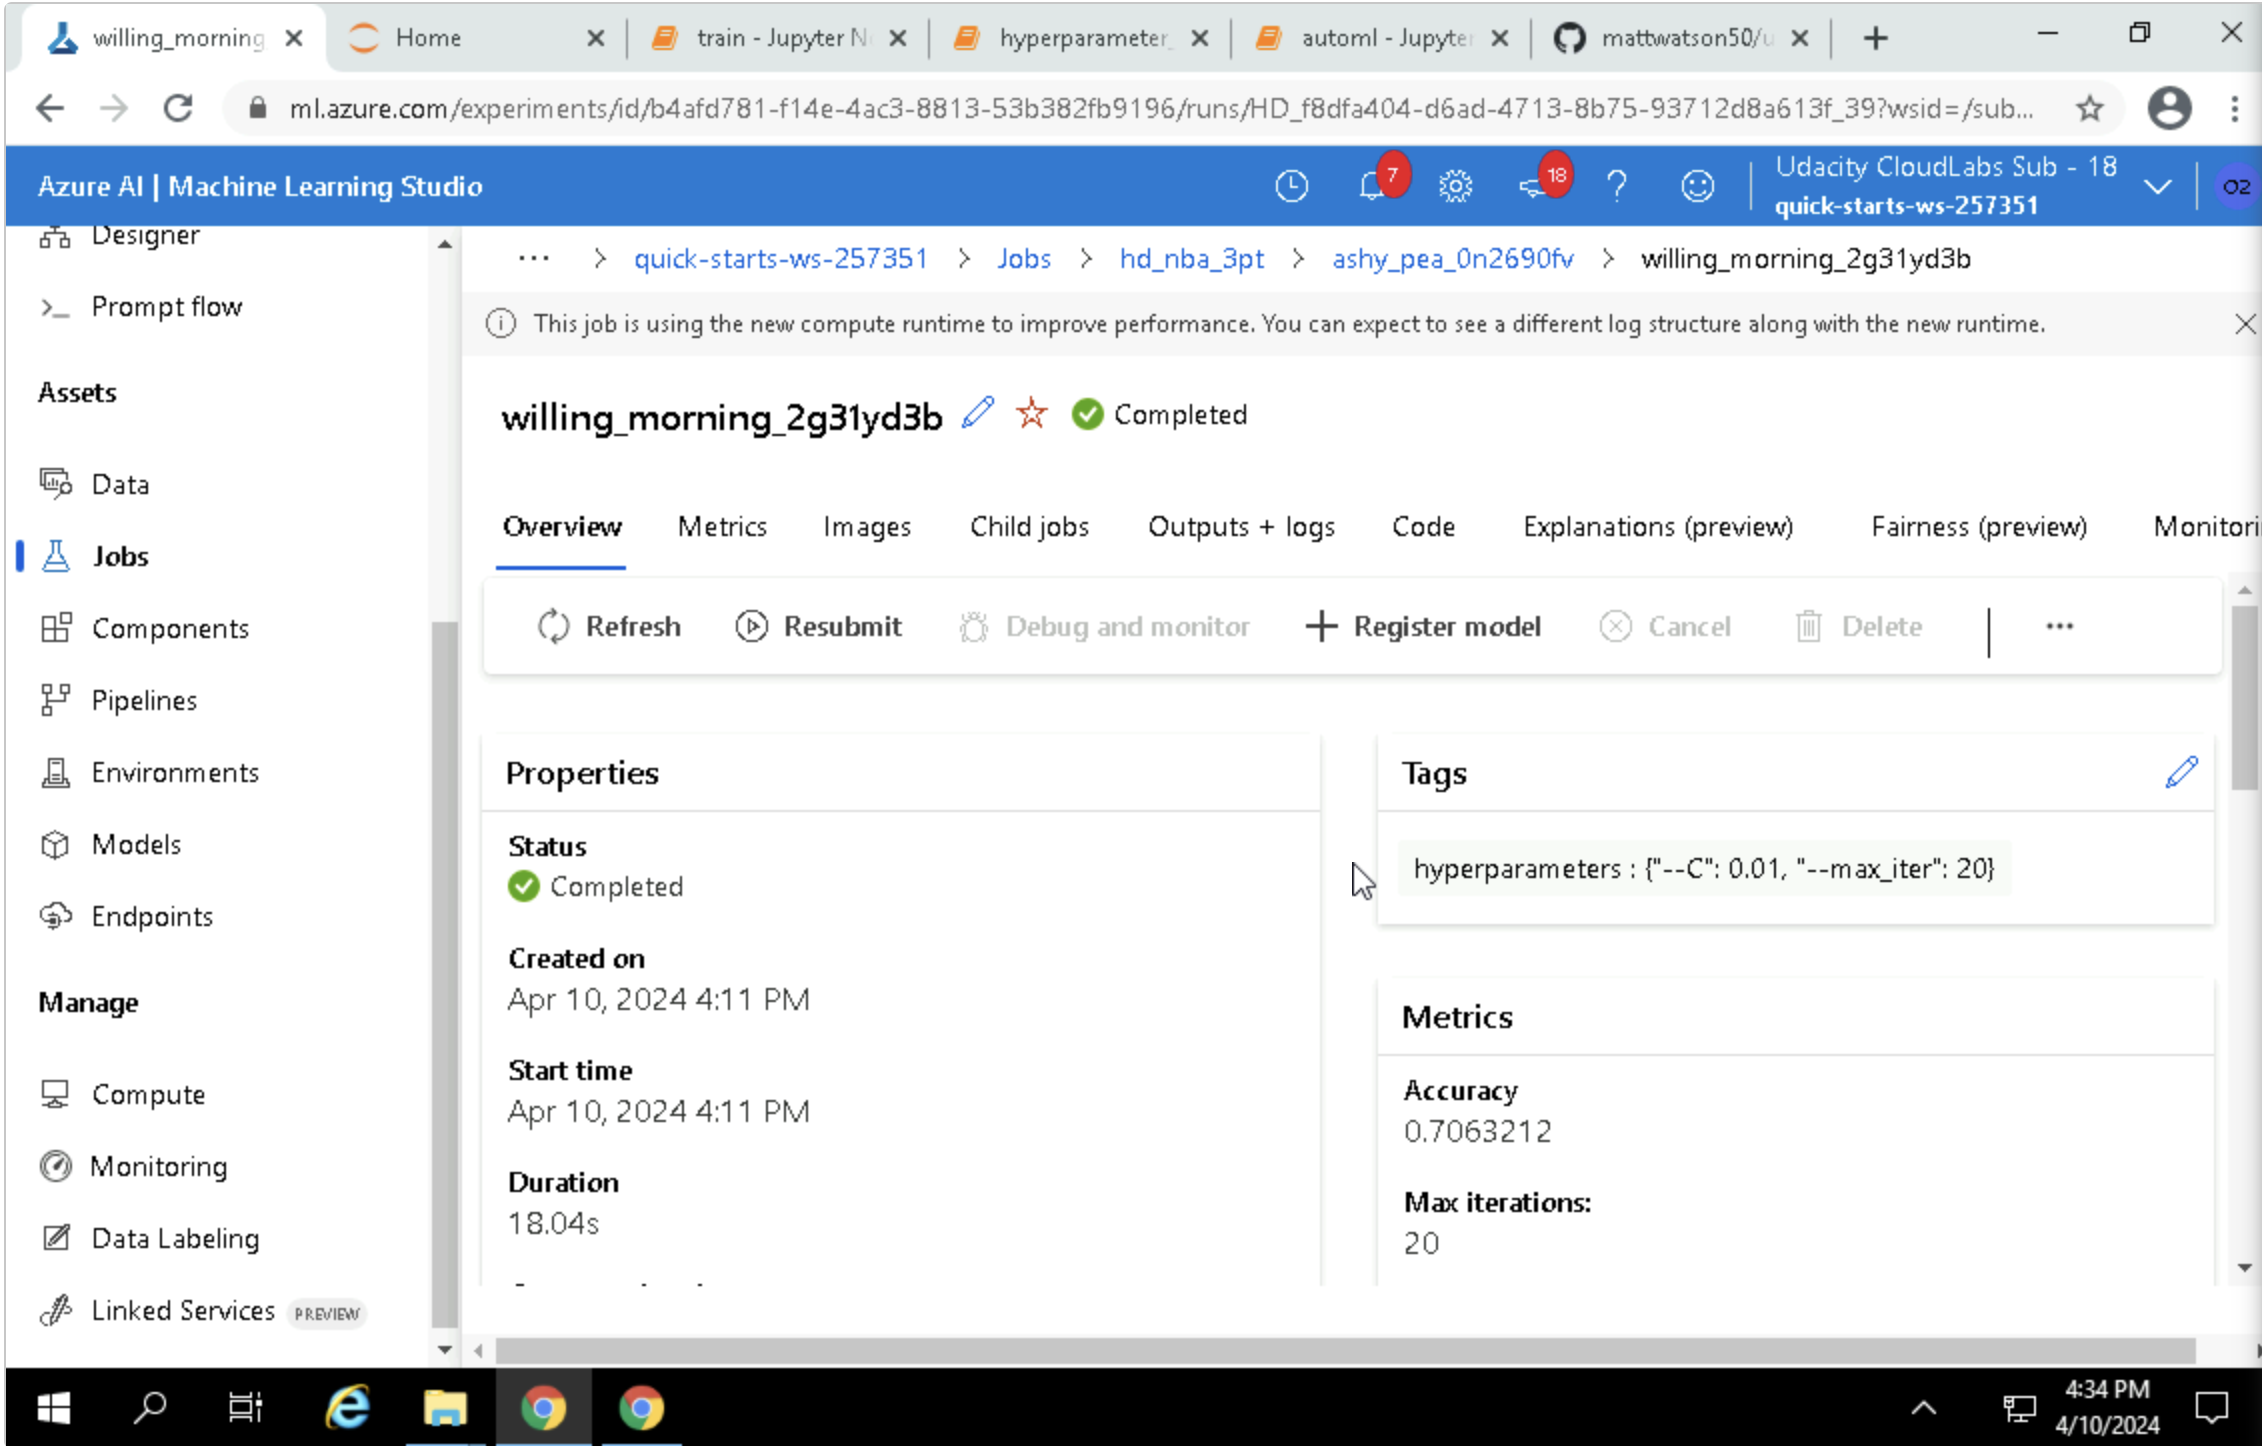 willing_morning
Home
train - Jupyter N
hyperparameter_
automl - Jupyter
mattwatson50/u
ml.azure.com/experiments/id/b4afd781-f14e-4ac3-8813-53b382fb9196/runs/HD_f8dfa404-d6ad-4713-8b75-93712d8a613f_39?wsid=/sub...
Azure AI | Machine Learning Studio
7
18
Udacity CloudLabs Sub - 18
quick-starts-ws-257351
O2
Designer
Prompt flow
Assets
Data
Jobs
Components
Pipelines
Environments
Models
Endpoints
Manage
Compute
Monitoring
Data Labeling
Linked Services PREVIEW
... > quick-starts-ws-257351 > Jobs > hd_nba_3pt > ashy_pea_0n2690fv > willing_morning_2g31yd3b
This job is using the new compute runtime to improve performance. You can expect to see a different log structure along with the new runtime.
willing_morning_2g31yd3b
Completed
Overview
Metrics
Images
Child jobs
Outputs + logs
Code
Explanations (preview)
Fairness (preview)
Monitori
Refresh
Resubmit
Debug and monitor
Register model
Cancel
Delete
...
Properties
Status
Completed
Created on
Apr 10, 2024 4:11 PM
Start time
Apr 10, 2024 4:11 PM
Duration
18.04s
Tags
hyperparameters : {"--C": 0.01, "--max_iter": 20}
Metrics
Accuracy
0.7063212
Max iterations:
20
4:34 PM
4/10/2024